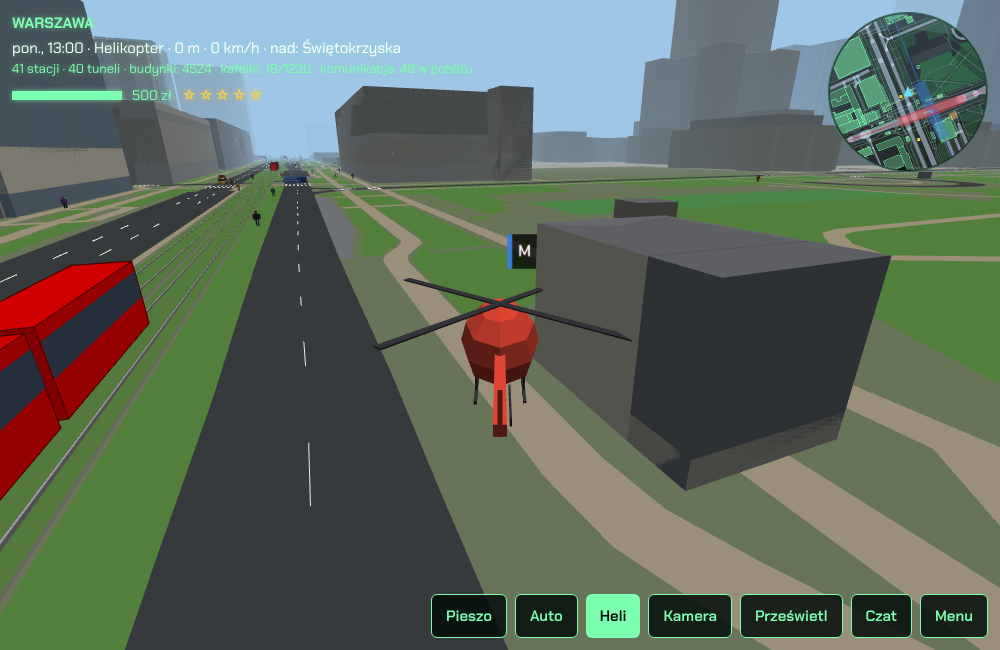 WARSZAWA
pon., 13:00 · Helikopter · 0 m · 0 km/h · nad: Świętokrzyska
41 stacji · 40 tuneli · budynki: 4524 · kafelki: 18/1230 · komunikacja: 46 w pobliżu
500 zł ☆ ☆ ☆ ☆ ☆
M
Pieszo Auto Heli Kamera Prześwietl Czat Menu